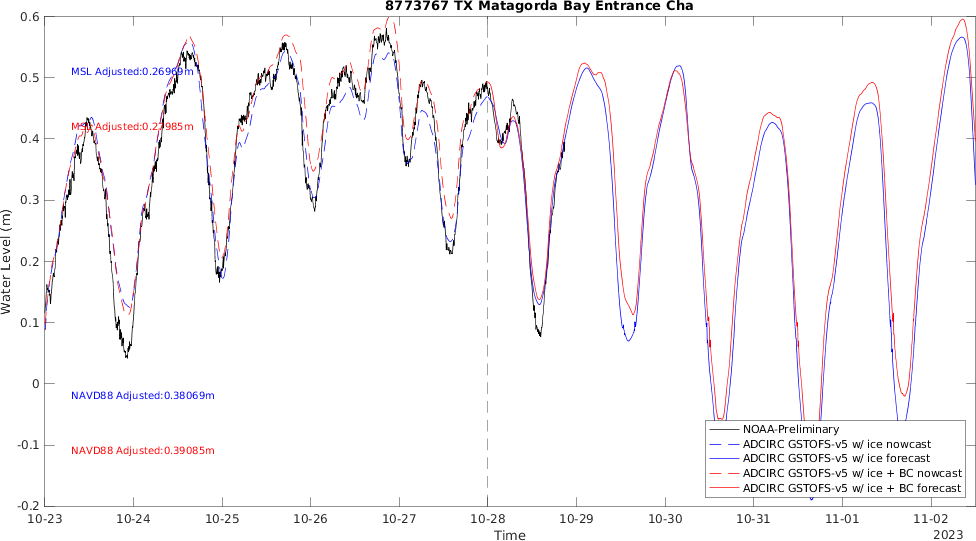 8773767 TX Matagorda Bay Entrance Cha
0.6
0.5
0.4
0.3
0.2
0.1
0
-0.1
-0.2
Water Level (m)
MSL Adjusted:0.26969m
MSL Adjusted:0.27985m
NAVD88 Adjusted:0.38069m
NAVD88 Adjusted:0.39085m
NOAA-Preliminary
ADCIRC GSTOFS-v5 w/ ice nowcast
ADCIRC GSTOFS-v5 w/ ice forecast
ADCIRC GSTOFS-v5 w/ ice + BC nowcast
ADCIRC GSTOFS-v5 w/ ice + BC forecast
10-23 10-24 10-25 10-26 10-27 10-28 10-29 10-30 10-31 11-01 11-02
Time
2023